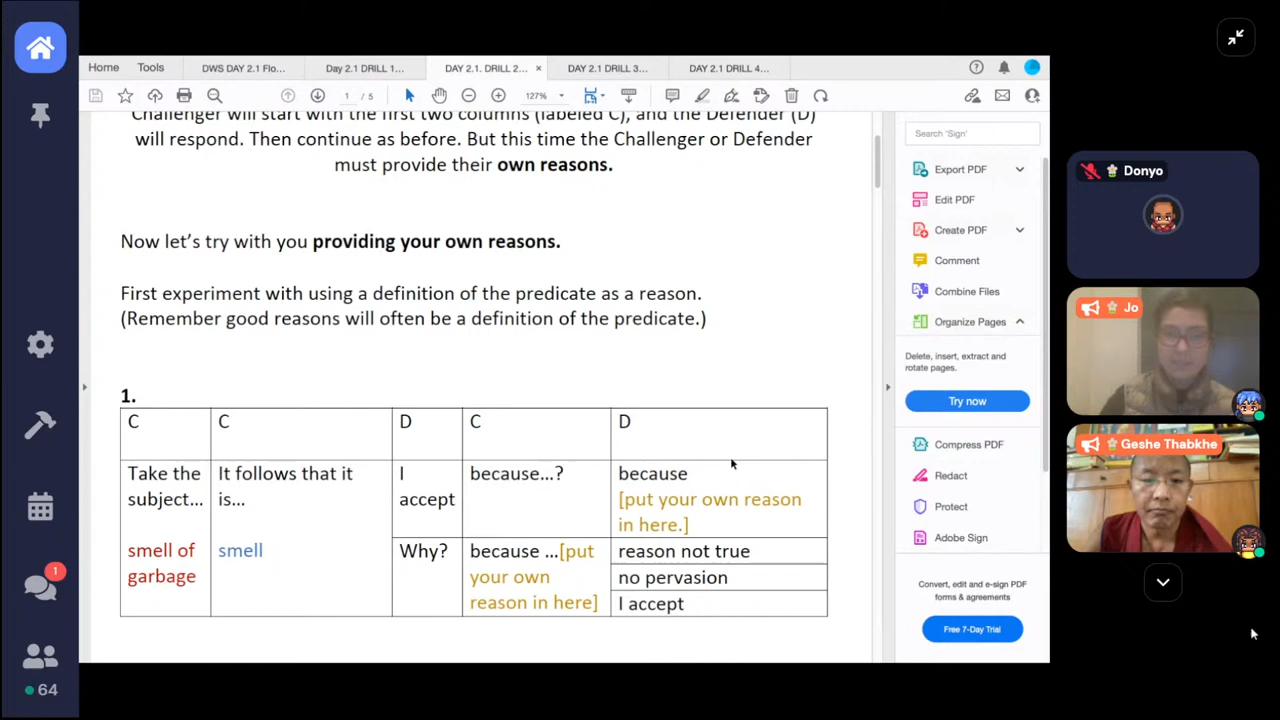 Home
Tools
DWS DAY 2.1 Flo...
Day 2.1 DRILL 1...
DAY 2.1. DRILL 2...
×
DAY 2.1 DRILL 3...
DAY 2.1 DRILL 4...
1 / 5
127%
Challenger will start with the first two columns (labeled C), and the Defender (D)
will respond. Then continue as before. But this time the Challenger or Defender
must provide their own reasons.
Now let's try with you providing your own reasons.
First experiment with using a definition of the predicate as a reason.
(Remember good reasons will often be a definition of the predicate.)
1.
C
C
D
C
D
Take the
subject...
smell of
garbage
It follows that it
is...
smell
I
accept
because...?
because
[put your own reason
in here.]
Why?
because ...[put
your own
reason in here]
reason not true
no pervasion
I accept
Search 'Sign'
Export PDF
Edit PDF
Create PDF
Comment
Combine Files
Organize Pages
Delete, insert, extract and
rotate pages.
Try now
Compress PDF
Redact
Protect
Adobe Sign
Convert, edit and e-sign PDF
forms & agreements
Free 7-Day Trial
Donyo
Jo
Geshe Thabkhe
1
64